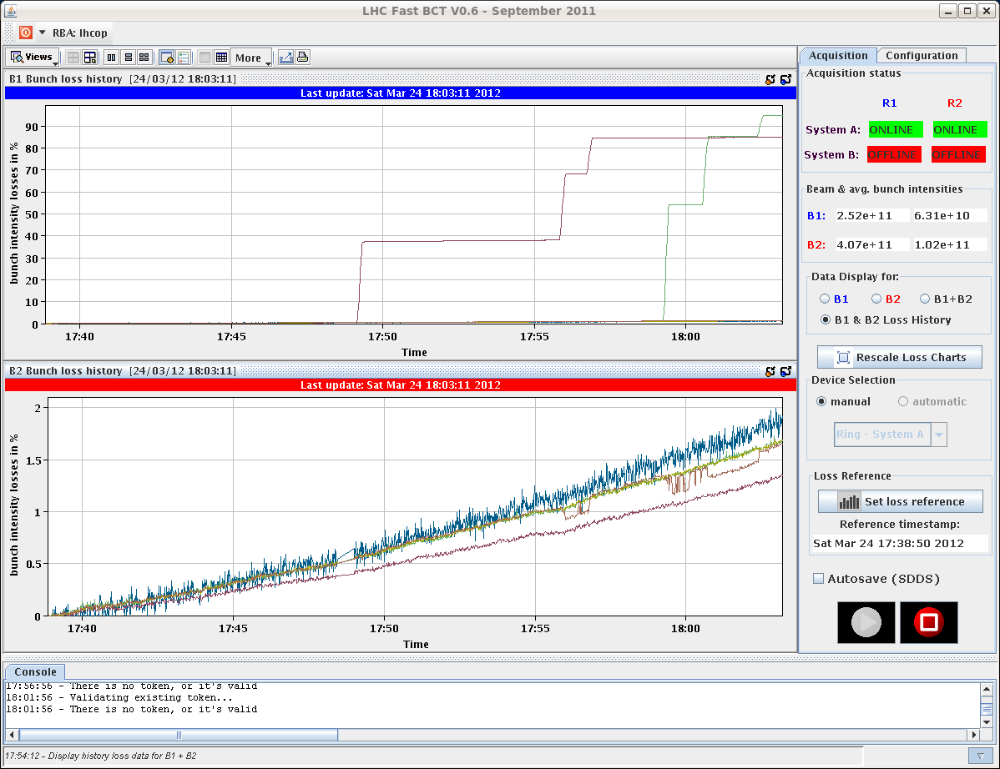 LHC Fast BCT V0.6 - September 2011
RBA: lhcop
Views
More
B1 Bunch loss history [24/03/12 18:03:11]
Last update: Sat Mar 24 18:03:11 2012
bunch intensity losses in %
90
80
70
60
50
40
30
20
10
0
17:40 17:45 17:50 17:55 18:00
Time
B2 Bunch loss history [24/03/12 18:03:11]
Last update: Sat Mar 24 18:03:11 2012
bunch intensity losses in %
2
1.5
1
0.5
0
17:40 17:45 17:50 17:55 18:00
Time
Acquisition Configuration
Acquisition status
R1 R2
System A: ONLINE ONLINE
System B: OFFLINE OFFLINE
Beam & avg. bunch intensities
B1: 2.52e+11 6.31e+10
B2: 4.07e+11 1.02e+11
Data Display for:
B1 B2 B1+B2
B1 & B2 Loss History
Rescale Loss Charts
Device Selection
manual automatic
Ring - System A
Loss Reference
Set loss reference
Reference timestamp:
Sat Mar 24 17:38:50 2012
Autosave (SDDS)
Console
17:56:56 - There is no token, or it's valid
18:01:56 - Validating existing token...
18:01:56 - There is no token, or it's valid
17:54:12 - Display history loss data for B1 + B2